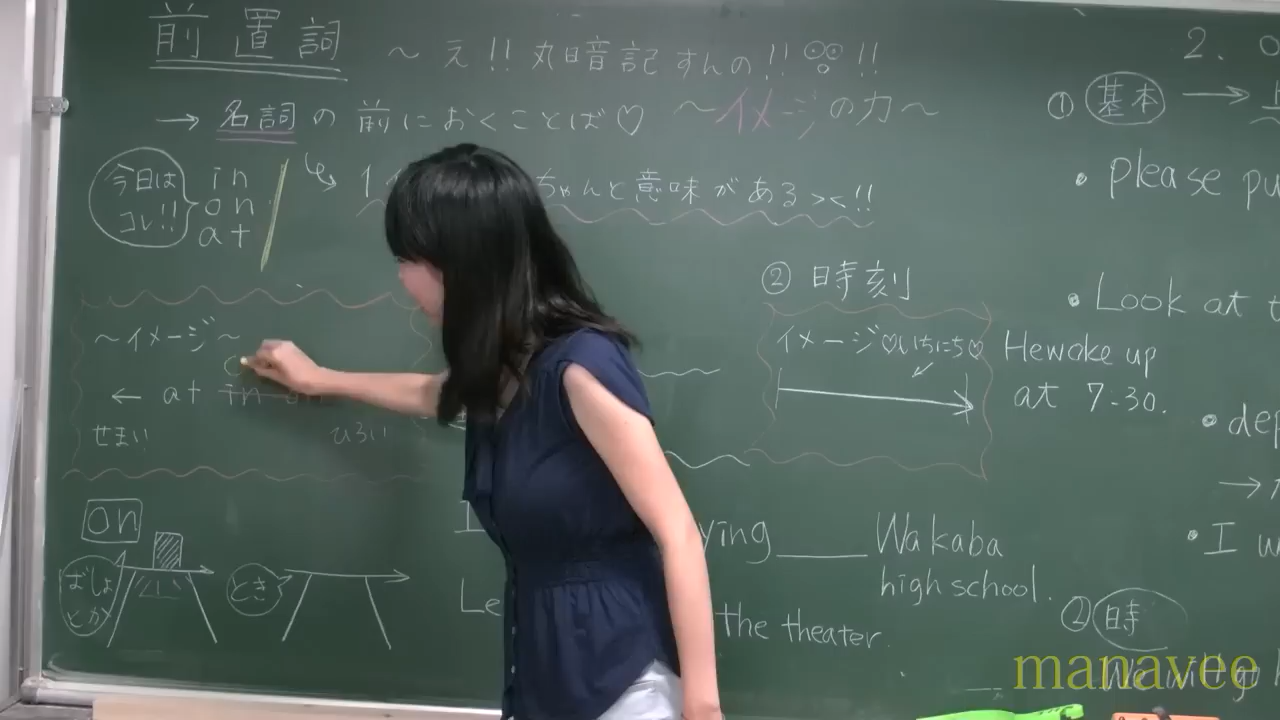 前置詞 ～え!!丸暗記すんの!! !!
→ 名詞の前におくことば♡ ～イメージの力～
今日はコレ!!
in
on
at
ちゃんと意味がある><!!
～イメージ～
← at in
せまい ひろい
on
ばしょとか
とき
② 時刻
イメージ♡いちにち♡
He woke up
at 7-30.
I ying____Wakaba
high school.
Le the theater.
2.
① 基本 →
・please pu
・Look at t
・dep
→
・I w
② 時
We will go
manavee